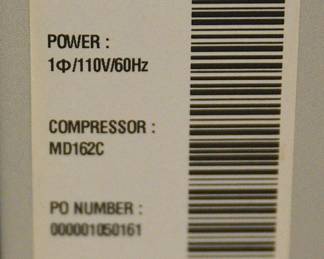 POWER :
1Φ/110V/60Hz
COMPRESSOR :
MD162C
PO NUMBER :
000001050161